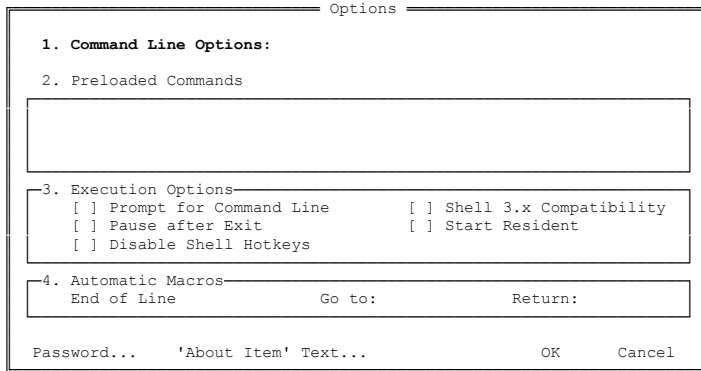 Options
1. Command Line Options:
2. Preloaded Commands
3. Execution Options
[ ] Prompt for Command Line [ ] Shell 3.x Compatibility
[ ] Pause after Exit [ ] Start Resident
[ ] Disable Shell Hotkeys
4. Automatic Macros
End of Line Go to: Return:
Password... 'About Item' Text... OK Cancel